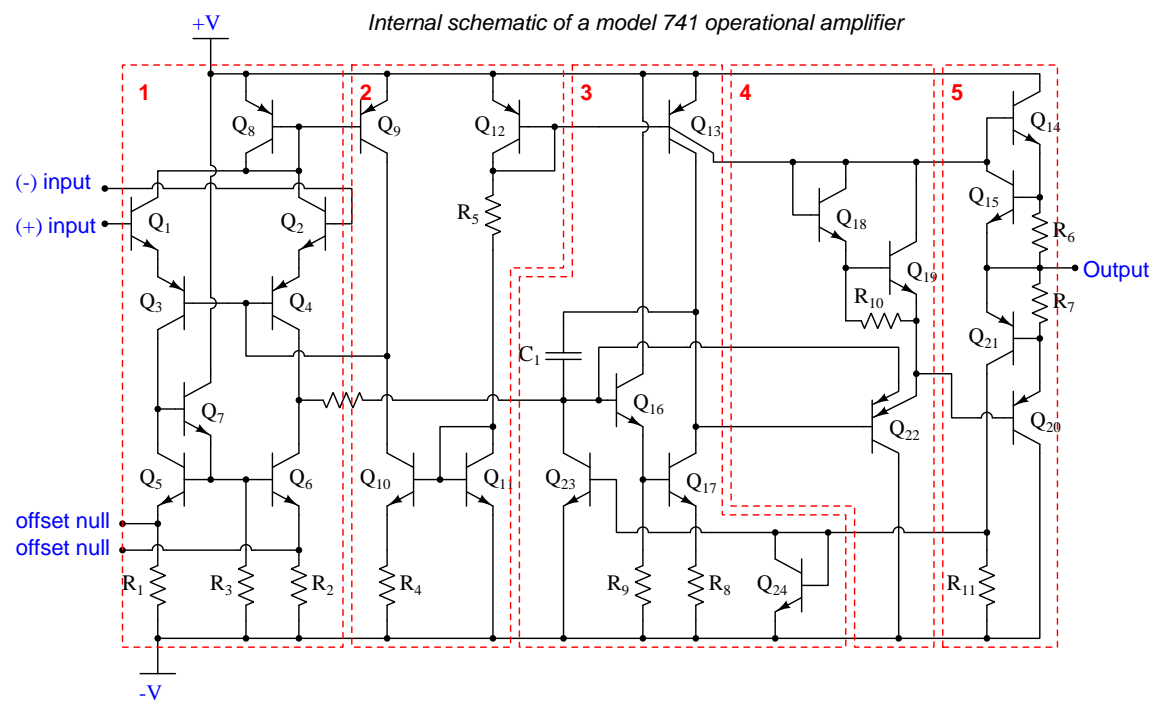 Internal schematic of a model 741 operational amplifier
+V
1
2
3
4
5
Q8
Q9
Q12
Q13
Q14
(-) input
(+) input
Q1
Q2
R5
Q15
Q18
R6
Output
Q3
Q4
Q19
R10
R7
C1
Q21
Q7
Q16
Q22
Q20
Q5
Q6
Q10
Q11
Q23
Q17
offset null
offset null
R1
R3
R2
R4
R9
R8
Q24
R11
-V